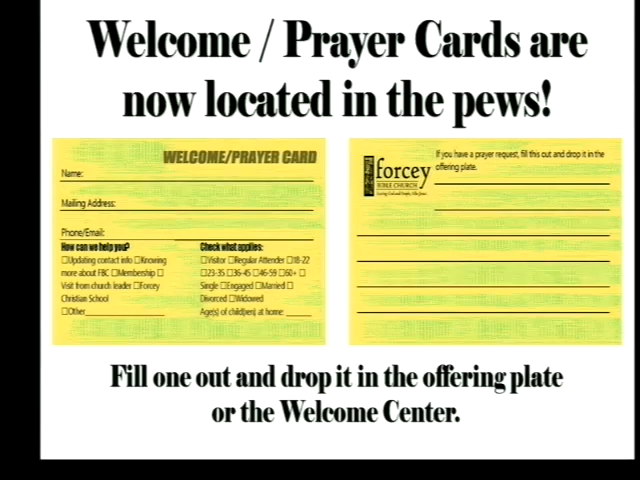 Welcome / Prayer Cards are
now located in the pews!
WELCOME/PRAYER CARD
Name:
Mailing Address:
Phone/Email:
How can we help you?
☐Updating contact info ☐Knowing
more about FBC ☐Membership ☐
Visit from church leader ☐Forcey
Christian School
☐Other
Check what applies:
☐Visitor ☐Regular Attender ☐18-22
☐23-35 ☐36-45 ☐46-59 ☐60+ ☐
Single ☐Engaged ☐Married ☐
Divorced ☐Widowed
Age(s) of child(ren) at home:
If you have a prayer request, fill this out and drop it in the
offering plate.
forcey
BIBLE CHURCH
Fill one out and drop it in the offering plate
or the Welcome Center.